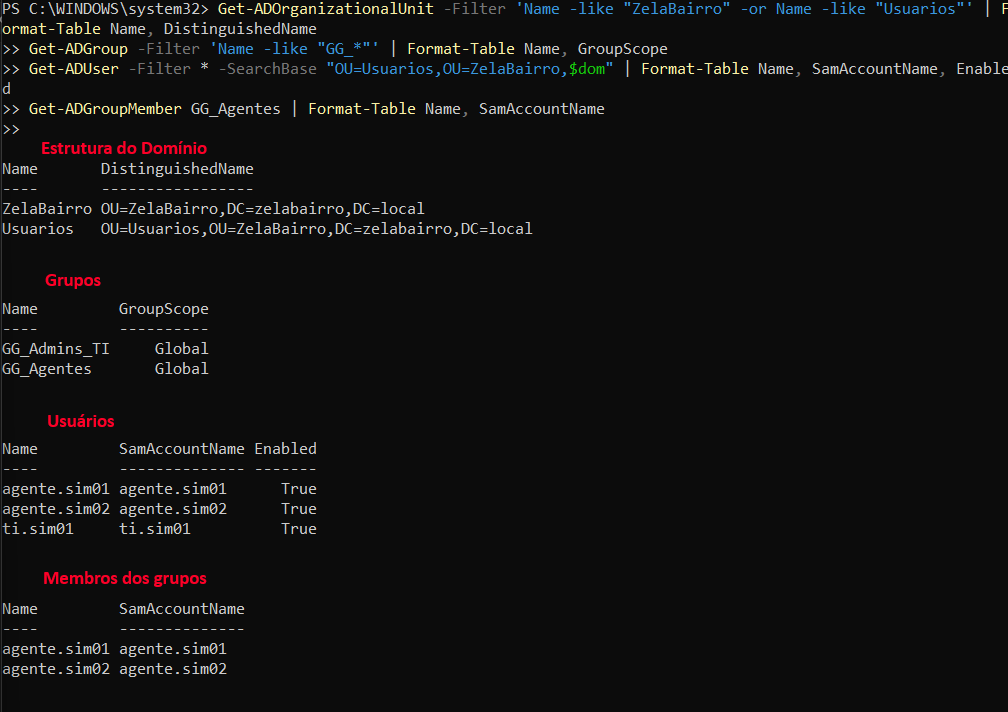 PS C:\WINDOWS\system32> Get-ADOrganizationalUnit -Filter 'Name -like "ZelaBairro" -or Name -like "Usuarios"' | F
ormat-Table Name, DistinguishedName
>> Get-ADGroup -Filter 'Name -like "GG_*"' | Format-Table Name, GroupScope
>> Get-ADUser -Filter * -SearchBase "OU=Usuarios,OU=ZelaBairro,$dom" | Format-Table Name, SamAccountName, Enable
d
>> Get-ADGroupMember GG_Agentes | Format-Table Name, SamAccountName
>>
Estrutura do Domínio
Name       DistinguishedName
----       -----------------
ZelaBairro OU=ZelaBairro,DC=zelabairro,DC=local
Usuarios   OU=Usuarios,OU=ZelaBairro,DC=zelabairro,DC=local
Grupos
Name         GroupScope
----         ----------
GG_Admins_TI     Global
GG_Agentes       Global
Usuários
Name         SamAccountName Enabled
----         -------------- -------
agente.sim01 agente.sim01      True
agente.sim02 agente.sim02      True
ti.sim01     ti.sim01          True
Membros dos grupos
Name         SamAccountName
----         --------------
agente.sim01 agente.sim01
agente.sim02 agente.sim02